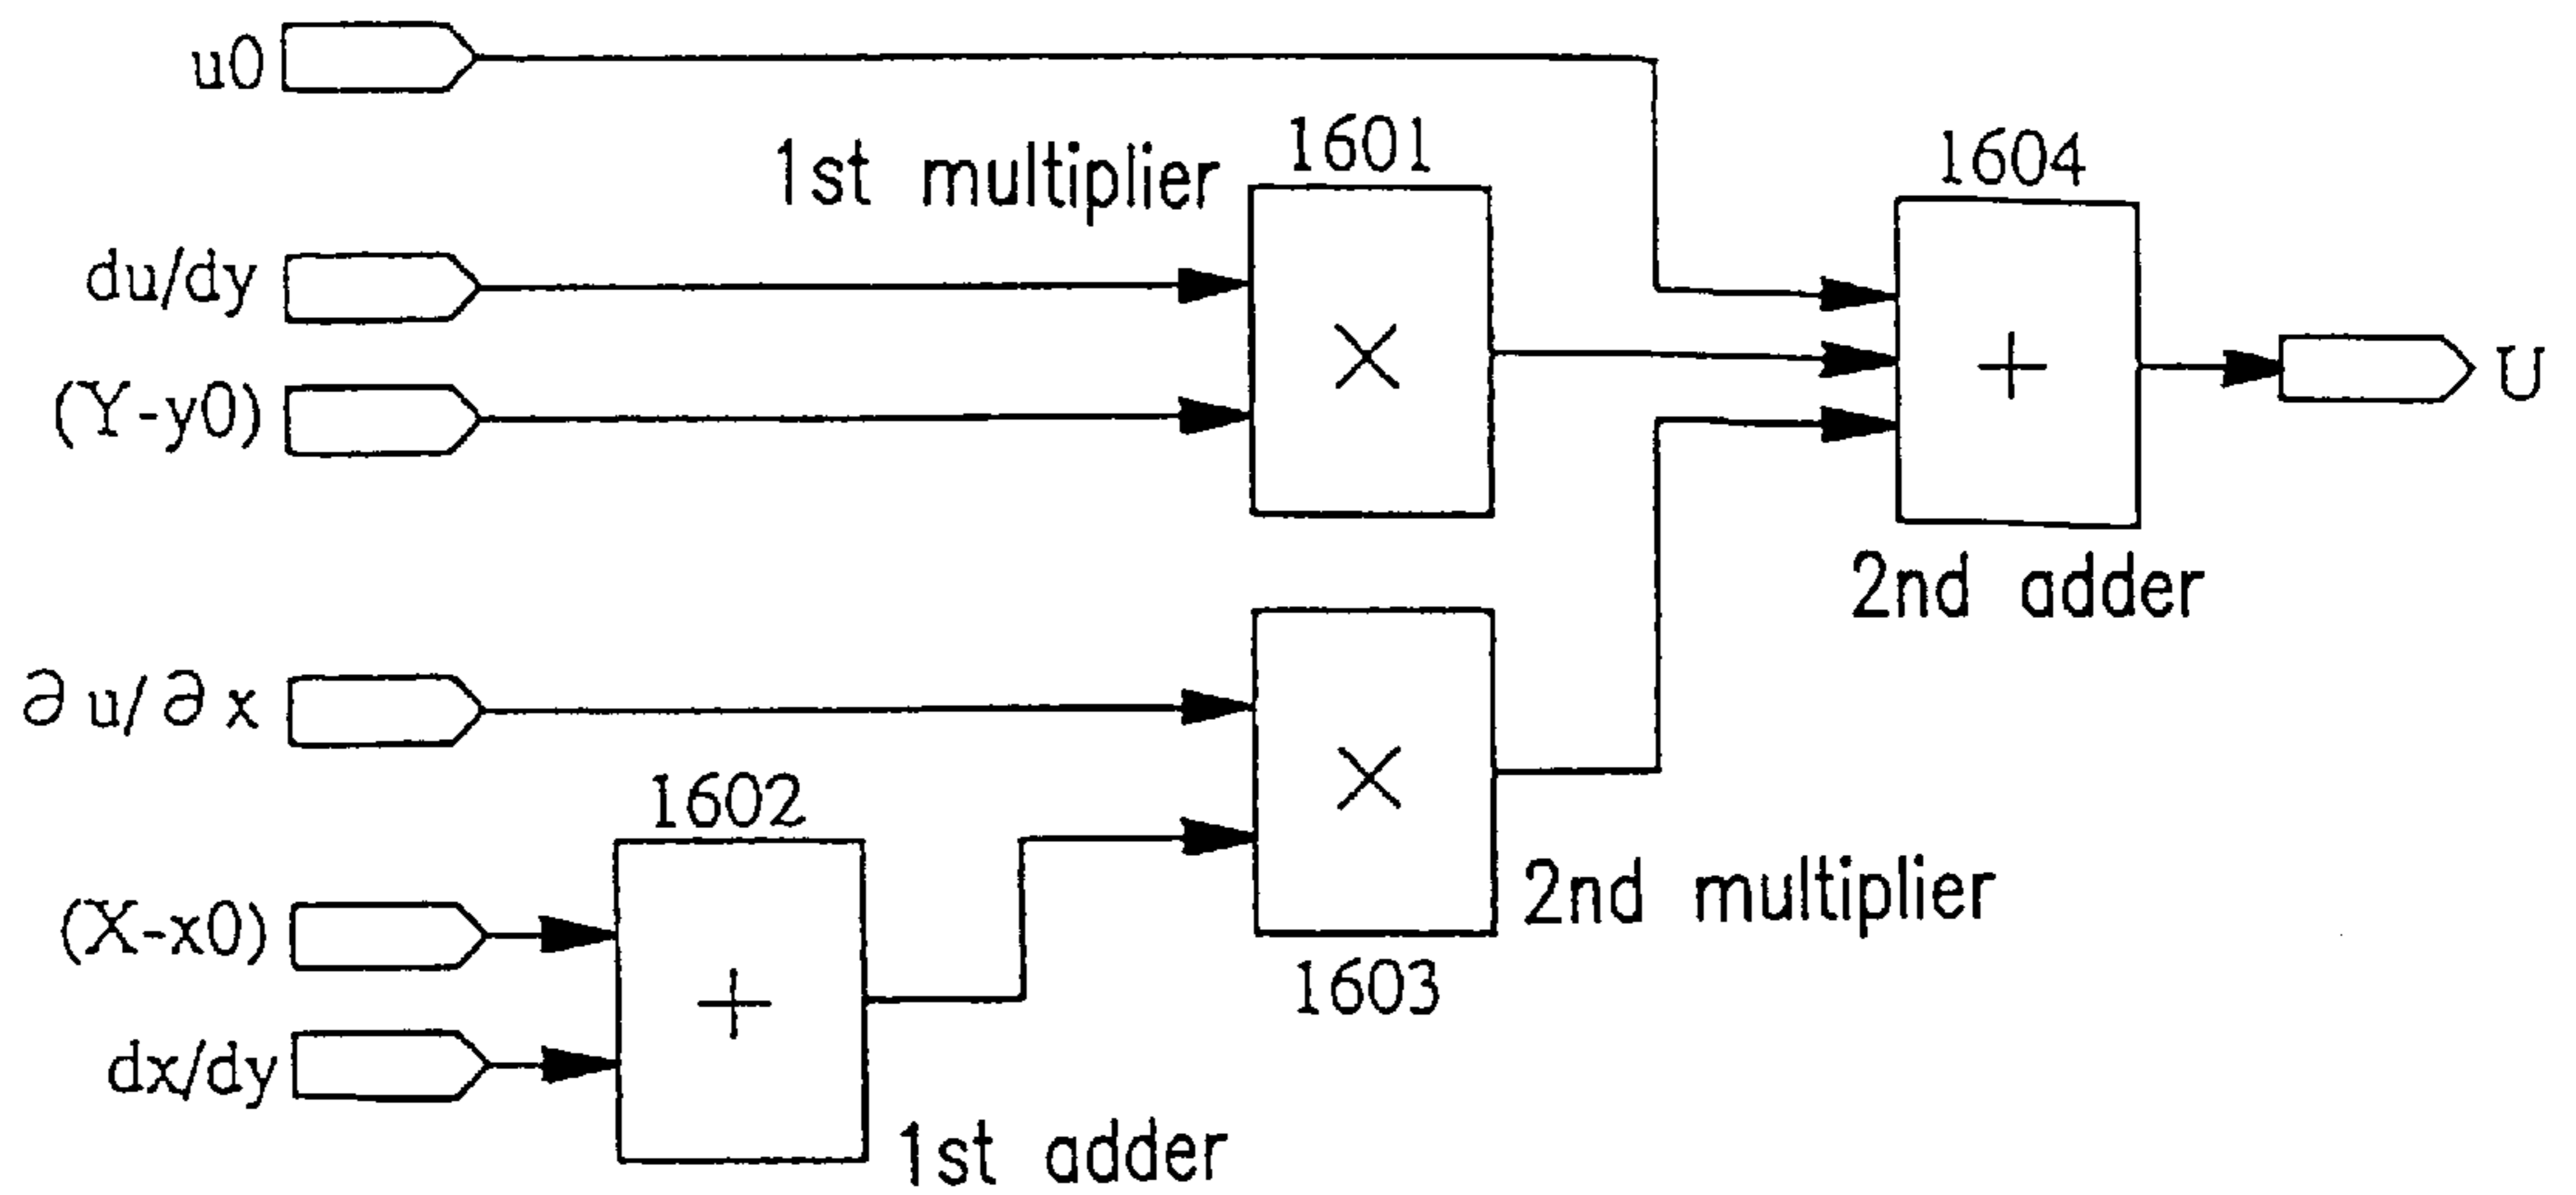 u0
1st multiplier
1601
1604
du/dy
×
(Y-y0)
+
U
2nd adder
∂u/∂x
×
1602
2nd multiplier
(X-x0)
1603
+
dx/dy
1st adder